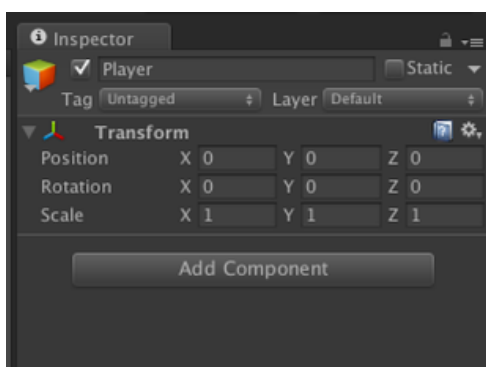 Inspector
Player Static
Tag Untagged Layer Default
Transform
Position X 0 Y 0 Z 0
Rotation X 0 Y 0 Z 0
Scale X 1 Y 1 Z 1
Add Component